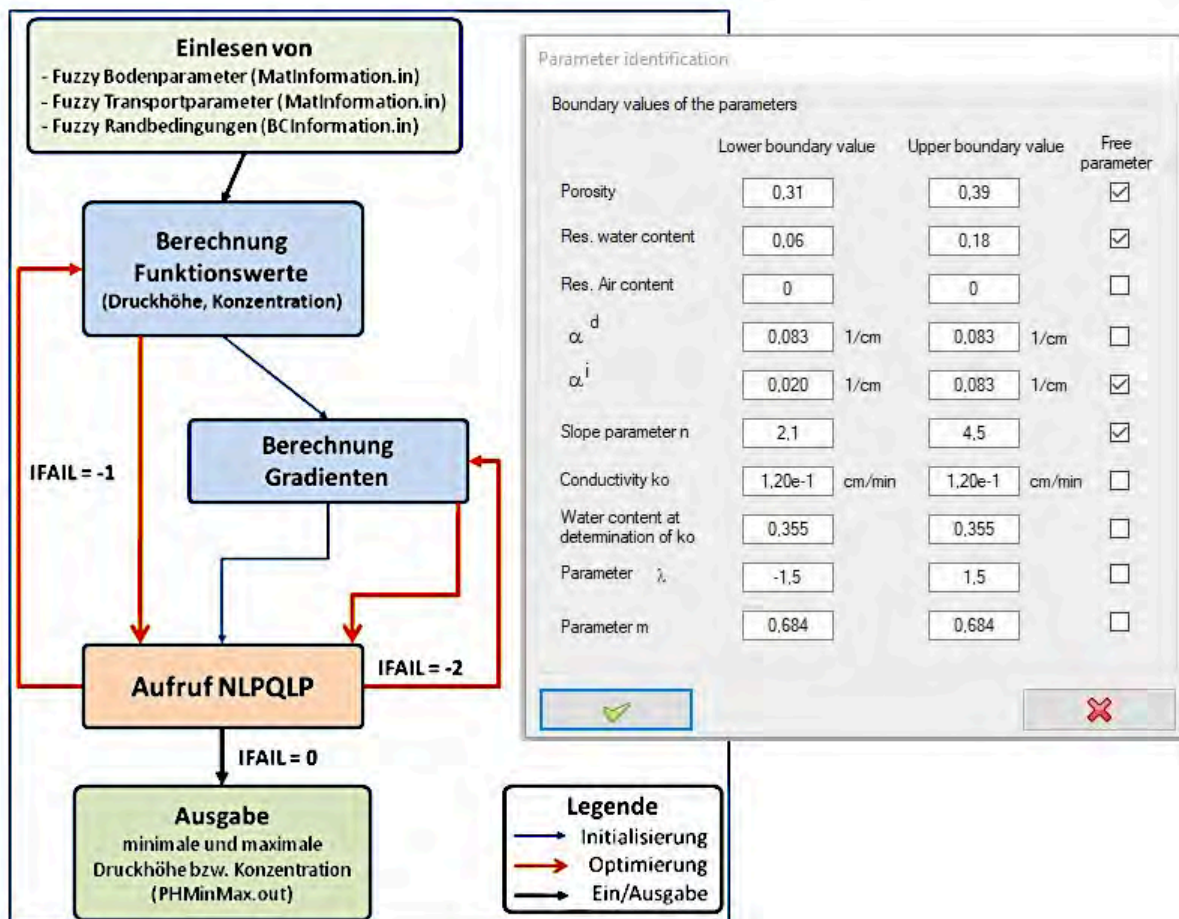 Einlesen von
- Fuzzy Bodenparameter (MatInformation.in)
- Fuzzy Transportparameter (MatInformation.in)
- Fuzzy Randbedingungen (BCInformation.in)
Berechnung
Funktionswerte
(Druckhöhe, Konzentration)
Berechnung
Gradienten
IFAIL = -1
Aufruf NLPQLP
IFAIL = -2
IFAIL = 0
Ausgabe
minimale und maximale
Druckhöhe bzw. Konzentration
(PHMinMax.out)
Legende
Initialisierung
Optimierung
Ein/Ausgabe
Parameter identification
Boundary values of the parameters
Lower boundary value Upper boundary value Free
parameter
Porosity 0,31 0,39
Res. water content 0,06 0,18
Res. Air content 0 0
α d 0,083 1/cm 0,083 1/cm
α i 0,020 1/cm 0,083 1/cm
Slope parameter n 2,1 4,5
Conductivity ko 1,20e-1 cm/min 1,20e-1 cm/min
Water content at
determination of ko 0,355 0,355
Parameter λ -1,5 1,5
Parameter m 0,684 0,684